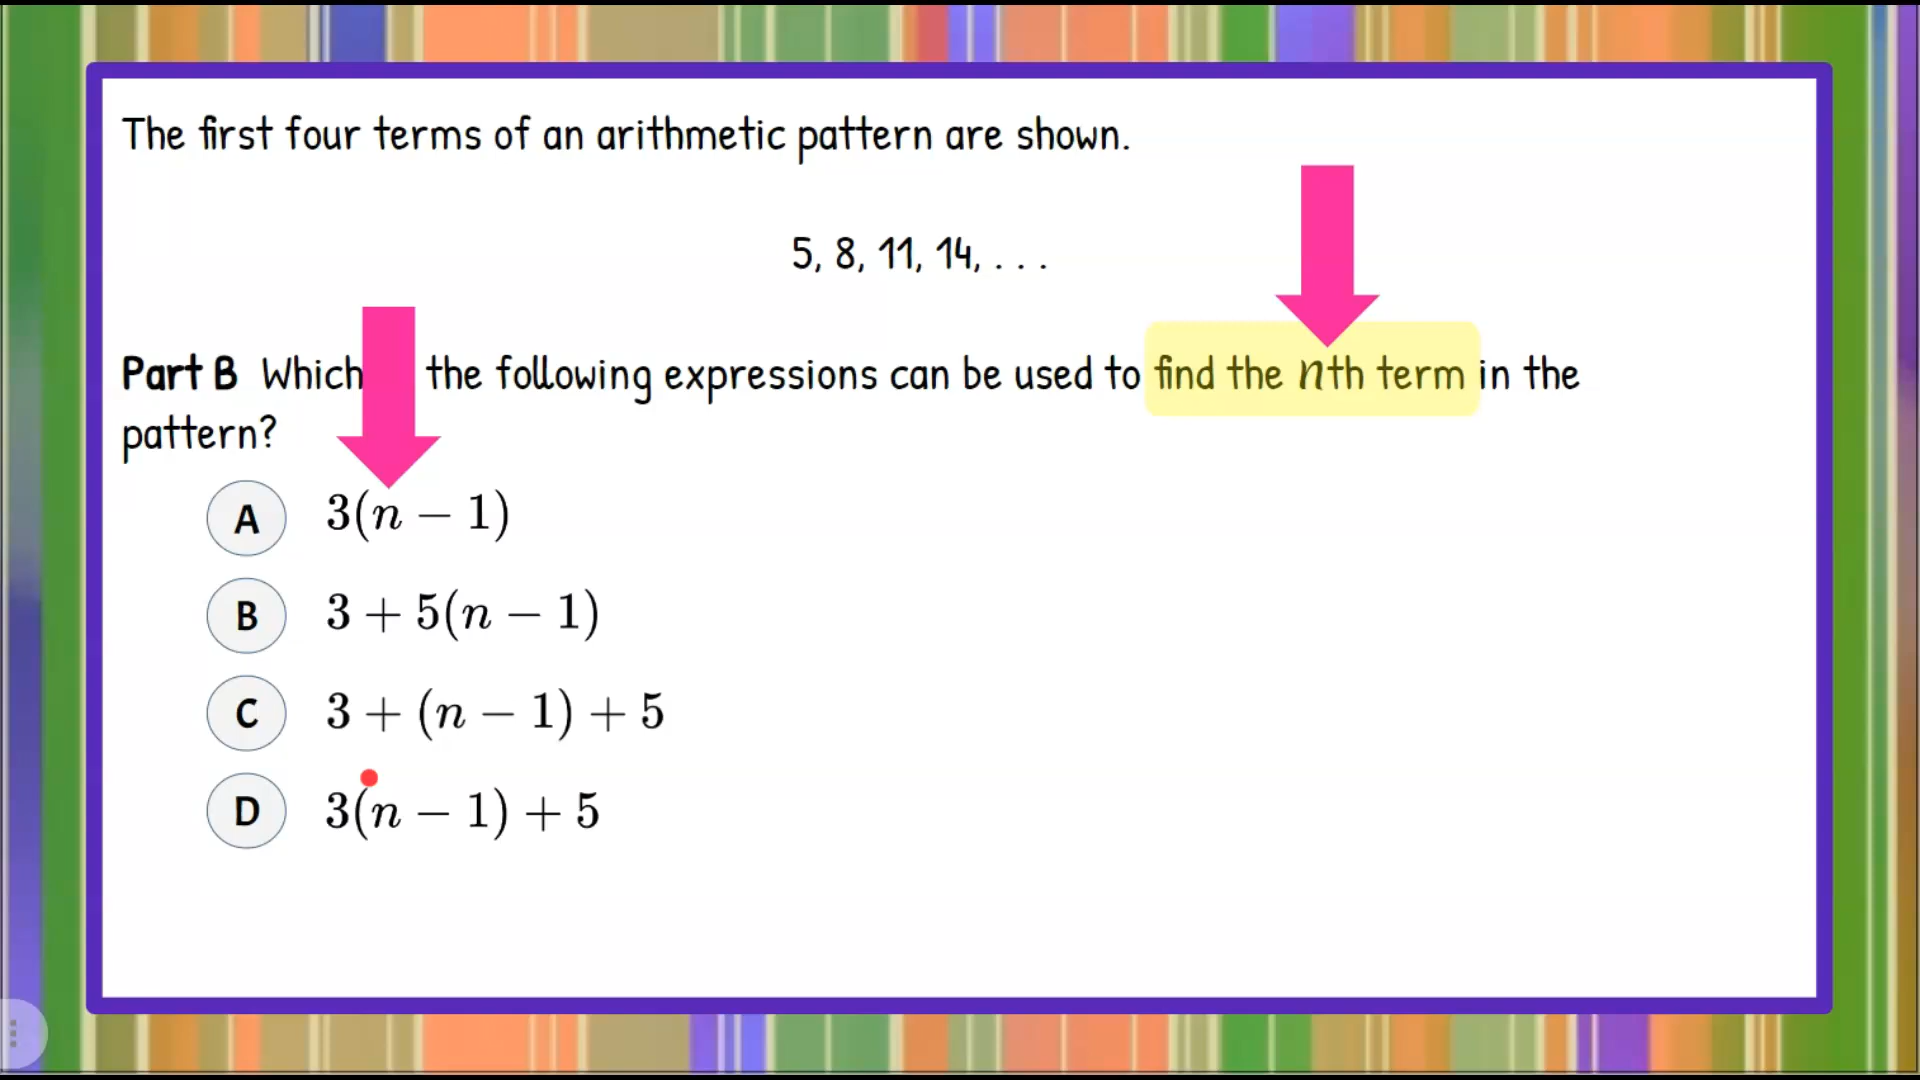 The first four terms of an arithmetic pattern are shown.
5, 8, 11, 14, . . .
Part B Which the following expressions can be used to find the nth term in the
pattern?
A 3(n − 1)
B 3 + 5(n − 1)
C 3 + (n − 1) + 5
D 3(n − 1) + 5